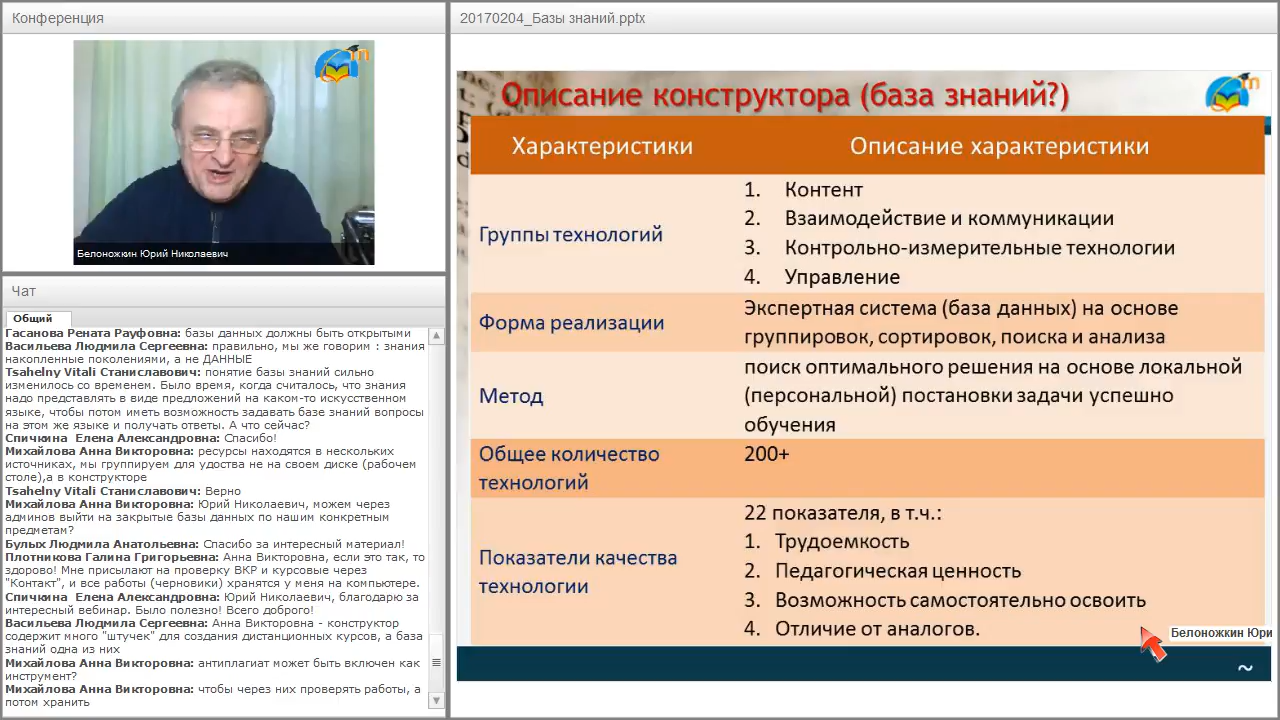 Конференция
Белоножкин Юрий Николаевич
Чат
Общий
Гасанова Рената Рауфовна: базы данных должны быть открытыми
Васильева Людмила Сергеевна: правильно, мы же говорим : знания
накопленные поколениями, а не ДАННЫЕ
Tsahelny Vitali Станиславович: понятие базы знаний сильно
изменилось со временем. Было время, когда считалось, что знания
надо представлять в виде предложений на каком-то искусственном
языке, чтобы потом иметь возможность задавать базе знаний вопросы
на этом же языке и получать ответы. А что сейчас?
Спичкина Елена Александровна: Спасибо!
Михайлова Анна Викторовна: ресурсы находятся в нескольких
источниках, мы группируем для удоства не на своем диске (рабочем
столе),а в конструкторе
Tsahelny Vitali Станиславович: Верно
Михайлова Анна Викторовна: Юрий Николаевич, можем через
админов выйти на закрытые базы данных по нашим конкретным
предметам?
Булых Людмила Анатольевна: Спасибо за интересный материал!
Плотникова Галина Григорьевна: Анна Викторовна, если это так, то
здорово! Мне присылают на проверку ВКР и курсовые через
"Контакт", и все работы (черновики) хранятся у меня на компьютере.
Спичкина Елена Александровна: Юрий Николаевич, благодарю за
интересный вебинар. Было полезно! Всего доброго!
Васильева Людмила Сергеевна: Анна Викторовна - конструктор
содержит много "штучек" для создания дистанционных курсов, а база
знаний одна из них
Михайлова Анна Викторовна: антиплагиат может быть включен как
инструмент?
Михайлова Анна Викторовна: чтобы через них проверять работы, а
потом хранить
20170204_Базы знаний.pptx
Описание конструктора (база знаний?)
Характеристики
Описание характеристики
Группы технологий
1. Контент
2. Взаимодействие и коммуникации
3. Контрольно-измерительные технологии
4. Управление
Форма реализации
Экспертная система (база данных) на основе
группировок, сортировок, поиска и анализа
Метод
поиск оптимального решения на основе локальной
(персональной) постановки задачи успешно
обучения
Общее количество
технологий
200+
Показатели качества
технологии
22 показателя, в т.ч.:
1. Трудоемкость
2. Педагогическая ценность
3. Возможность самостоятельно освоить
4. Отличие от аналогов.
Белоножкин Юри
~